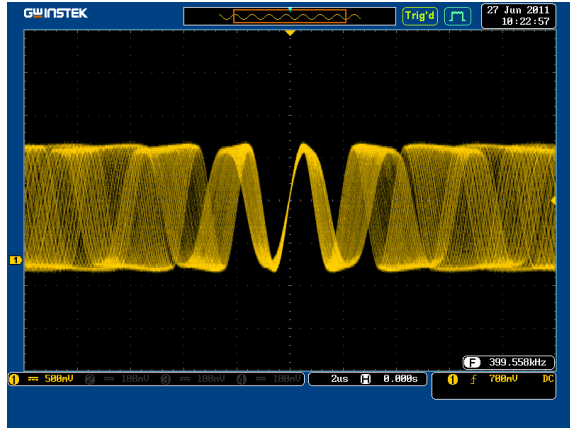 GWINSTEK
Trig'd
27 Jun 2011
10:22:57
1
F 399.558kHz
1 500mV 2 100mV 3 100mV 4 100mV 2us H 0.000s 1 700mV DC